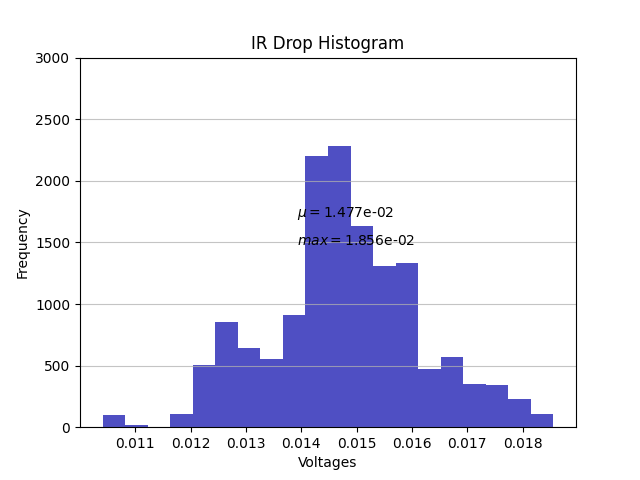 IR Drop Histogram
3000
2500
2000
1500
1000
500
0
Frequency
μ = 1.477e-02
max = 1.856e-02
0.011 0.012 0.013 0.014 0.015 0.016 0.017 0.018
Voltages